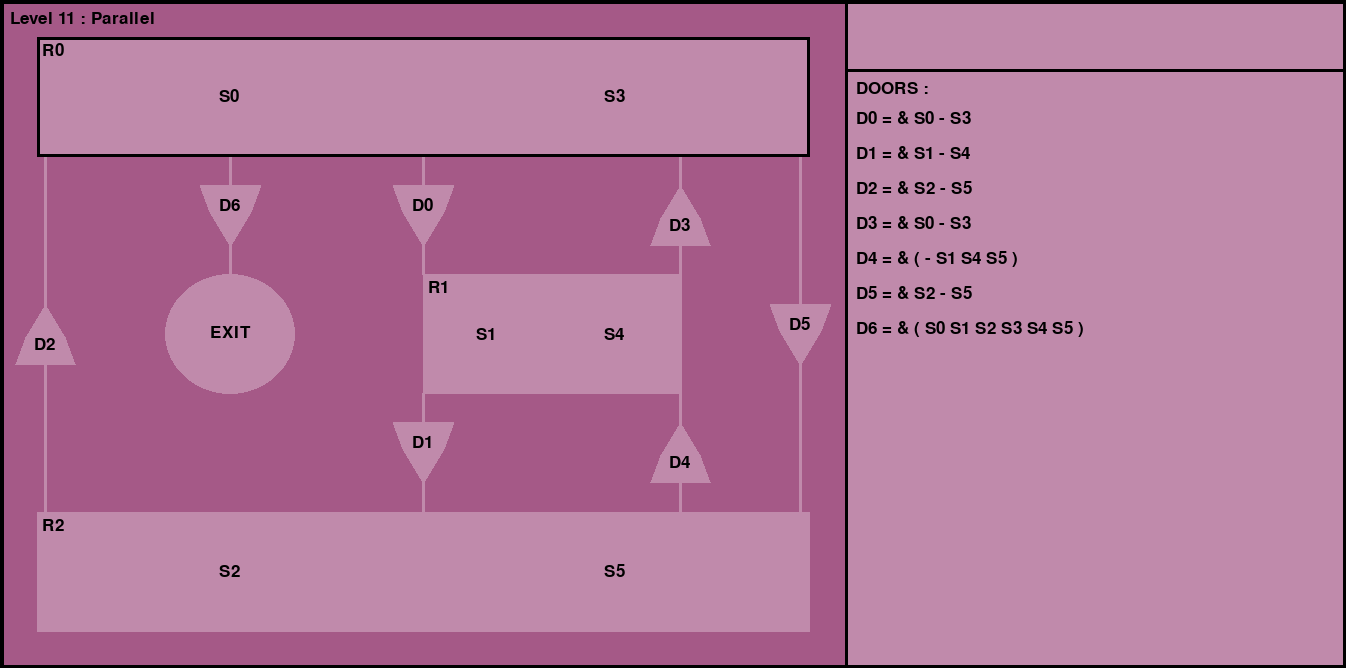 Level 11 : Parallel
R0
S0 S3
D6 D0 D3
R1
EXIT S1 S4 D5
D2
D1 D4
R2
S2 S5
DOORS :
D0 = & S0 - S3
D1 = & S1 - S4
D2 = & S2 - S5
D3 = & S0 - S3
D4 = & ( - S1 S4 S5 )
D5 = & S2 - S5
D6 = & ( S0 S1 S2 S3 S4 S5 )